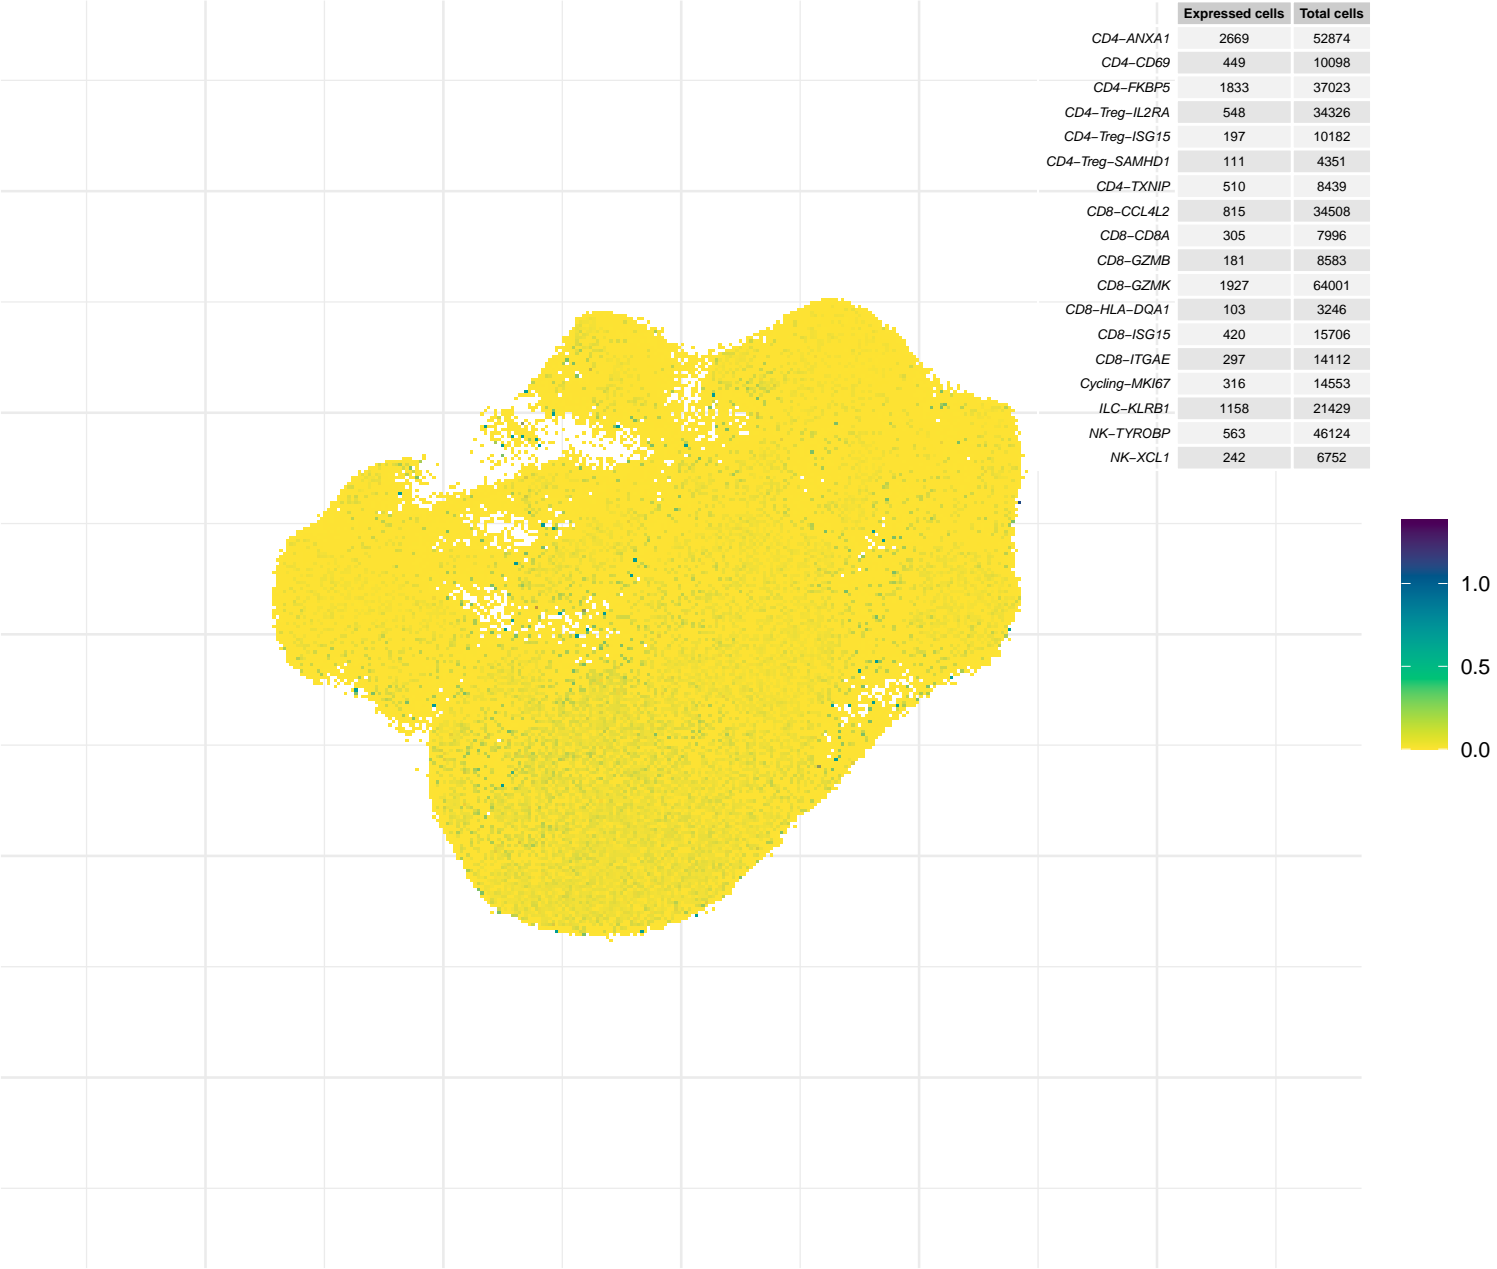 Expressed cells Total cells
CD4−ANXA1 2669 52874
CD4−CD69 449 10098
CD4−FKBP5 1833 37023
CD4−Treg−IL2RA 548 34326
CD4−Treg−ISG15 197 10182
CD4−Treg−SAMHD1 111 4351
CD4−TXNIP 510 8439
CD8−CCL4L2 815 34508
CD8−CD8A 305 7996
CD8−GZMB 181 8583
CD8−GZMK 1927 64001
CD8−HLA−DQA1 103 3246
CD8−ISG15 420 15706
CD8−ITGAE 297 14112
Cycling−MKI67 316 14553
ILC−KLRB1 1158 21429
NK−TYROBP 563 46124
NK−XCL1 242 6752
1.0
0.5
0.0